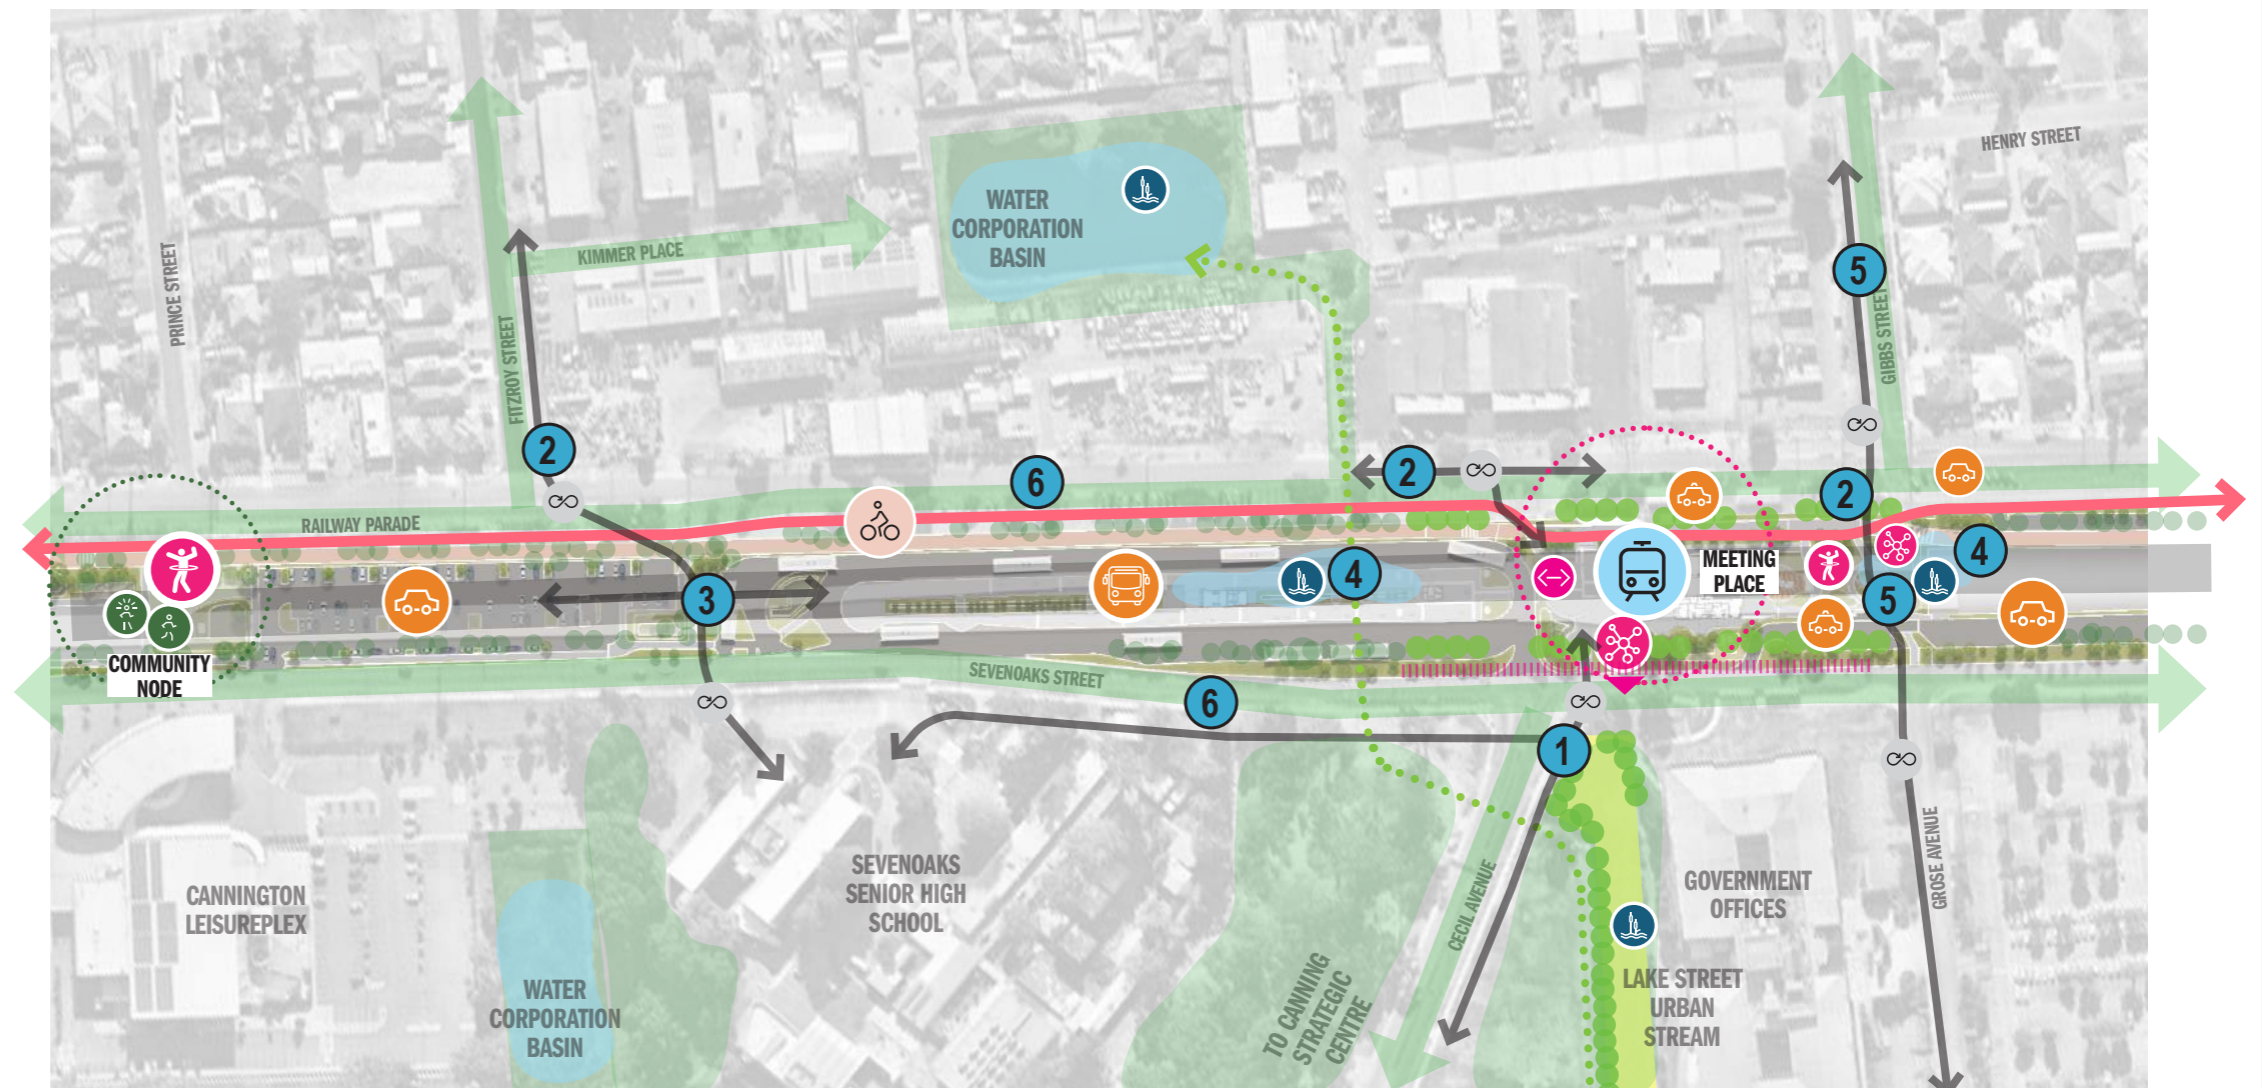 HENRY STREET
PRINCE STREET
WATER
CORPORATION
BASIN
KIMMER PLACE
5
FITZROY STREET
GIBBS STREET
2
6
2
2
RAILWAY PARADE
MEETING
PLACE
4
4
3
5
COMMUNITY
NODE
SEVENOAKS STREET
6
1
CANNINGTON
LEISUREPLEX
SEVENOAKS
SENIOR HIGH
SCHOOL
CECIL AVENUE
GOVERNMENT
OFFICES
GROSE AVENUE
WATER
CORPORATION
BASIN
TO CANNING
STRATEGIC
CENTRE
LAKE STREET
URBAN
STREAM